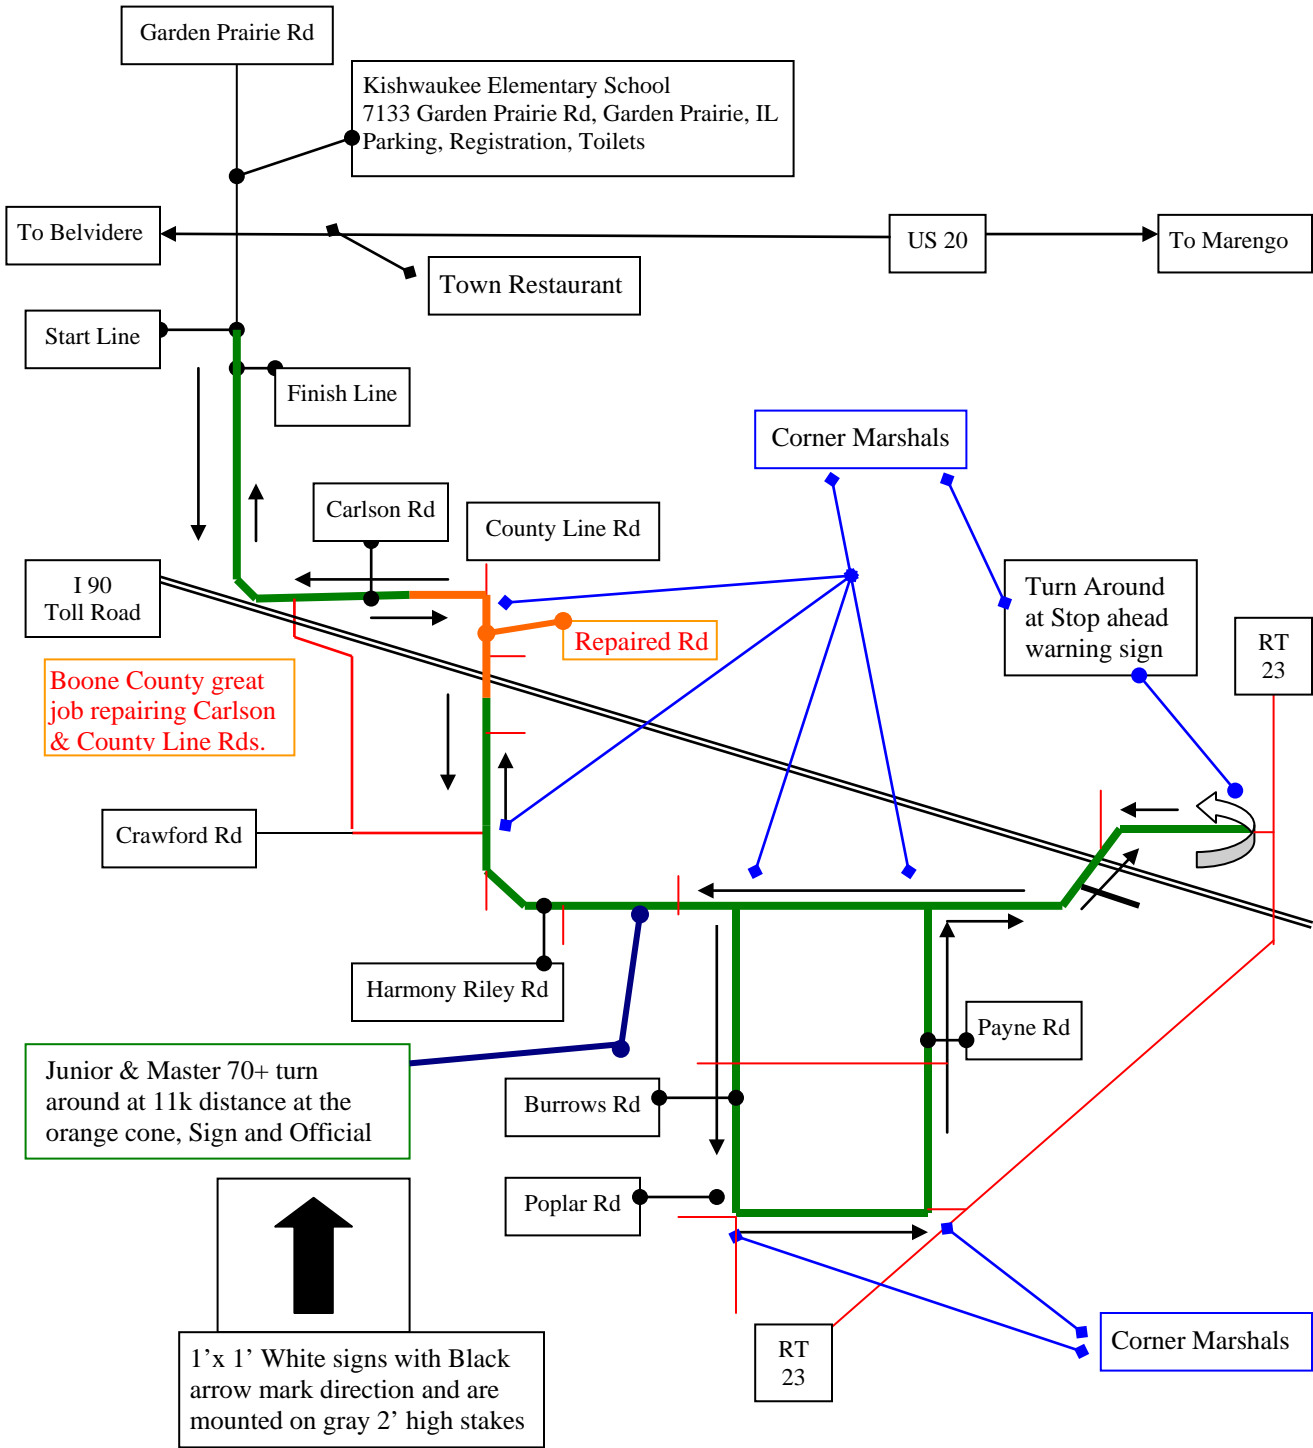 Garden Prairie Rd
Kishwaukee Elementary School
7133 Garden Prairie Rd, Garden Prairie, IL
Parking, Registration, Toilets
To Belvidere
US 20
To Marengo
Town Restaurant
Start Line
Finish Line
Corner Marshals
Carlson Rd
County Line Rd
I 90
Toll Road
Turn Around
at Stop ahead
warning sign
Repaired Rd
RT
23
Boone County great
job repairing Carlson
& County Line Rds.
Crawford Rd
Harmony Riley Rd
Payne Rd
Junior & Master 70+ turn
around at 11k distance at the
orange cone, Sign and Official
Burrows Rd
Poplar Rd
RT
23
Corner Marshals
1'x 1' White signs with Black
arrow mark direction and are
mounted on gray 2' high stakes